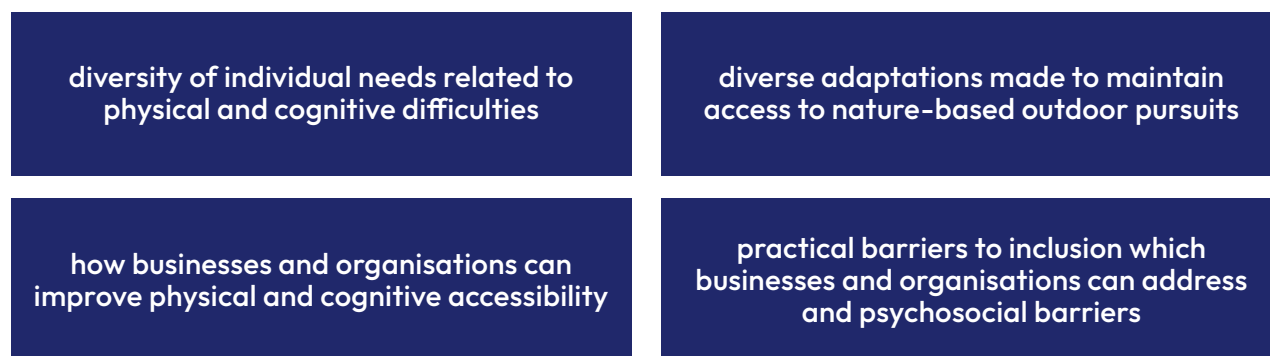 diversity of individual needs related to
physical and cognitive difficulties
diverse adaptations made to maintain
access to nature-based outdoor pursuits
how businesses and organisations can
improve physical and cognitive accessibility
practical barriers to inclusion which
businesses and organisations can address
and psychosocial barriers